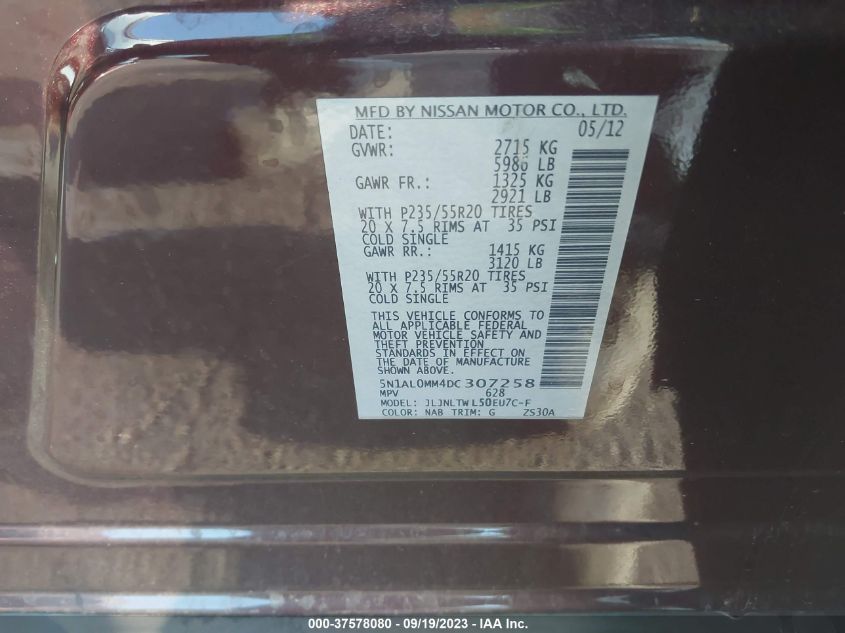 MFD BY NISSAN MOTOR CO., LTD.
DATE: 05/12
GVWR: 2715 KG
5986 LB
GAWR FR.: 1325 KG
2921 LB
WITH P235/55R20 TIRES
20 X 7.5 RIMS AT 35 PSI
COLD SINGLE
GAWR RR.: 1415 KG
3120 LB
WITH P235/55R20 TIRES
20 X 7.5 RIMS AT 35 PSI
COLD SINGLE
THIS VEHICLE CONFORMS TO
ALL APPLICABLE FEDERAL
MOTOR VEHICLE SAFETY AND
THEFT PREVENTION
STANDARDS IN EFFECT ON
THE DATE OF MANUFACTURE
SHOWN ABOVE.
5N1AL0MM4DC307258
MPV 628
MODEL: JLJNLTWL50EU7C-F
COLOR: NAB TRIM: G ZS30A
000-37578080 - 09/19/2023 - IAA Inc.